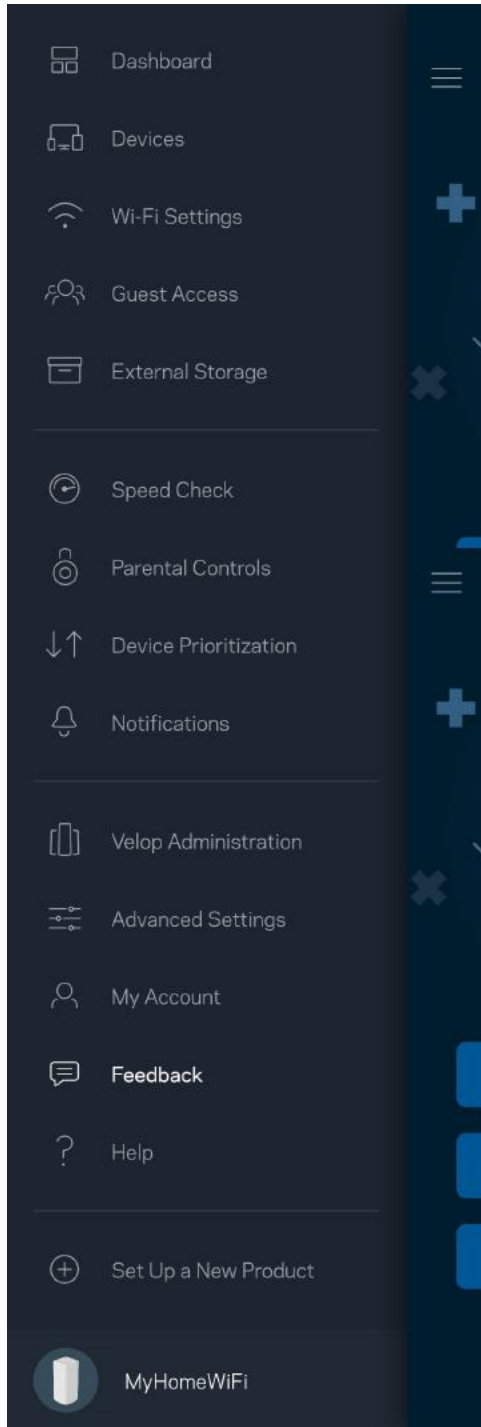 Dashboard
Devices
Wi-Fi Settings
Guest Access
External Storage
Speed Check
Parental Controls
Device Prioritization
Notifications
Velop Administration
Advanced Settings
My Account
Feedback
Help
Set Up a New Product
MyHomeWiFi